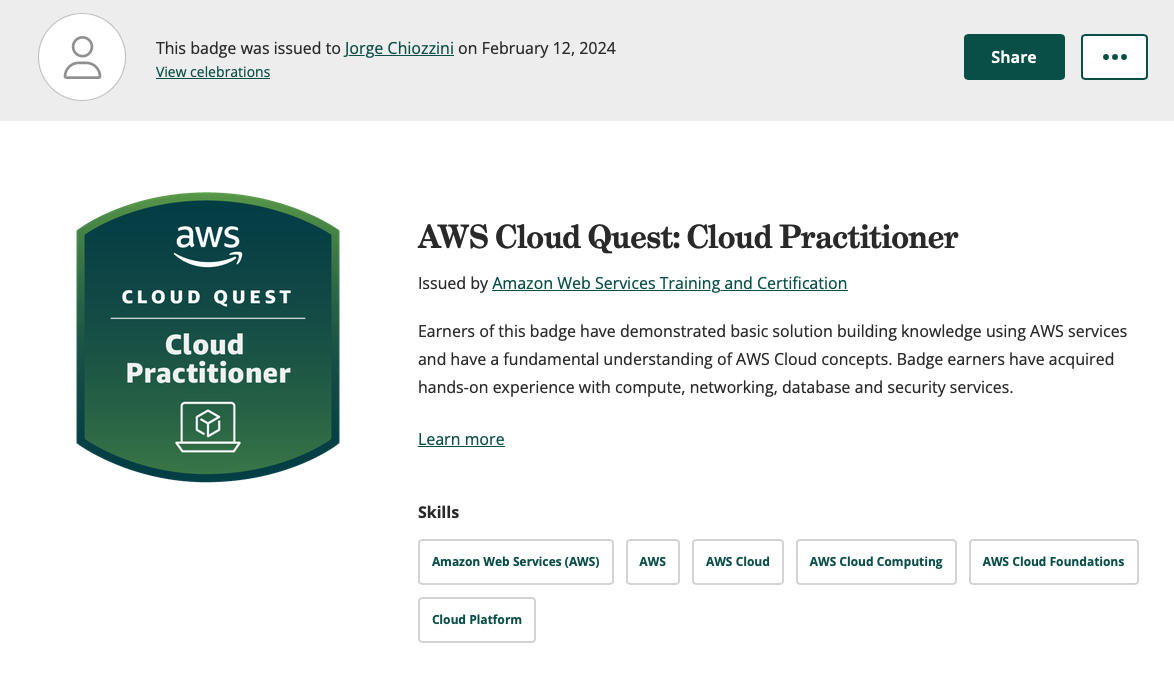 This badge was issued to Jorge Chiozzini on February 12, 2024
View celebrations
Share
aws
CLOUD QUEST
Cloud
Practitioner
AWS Cloud Quest: Cloud Practitioner
Issued by Amazon Web Services Training and Certification
Earners of this badge have demonstrated basic solution building knowledge using AWS services
and have a fundamental understanding of AWS Cloud concepts. Badge earners have acquired
hands-on experience with compute, networking, database and security services.
Learn more
Skills
Amazon Web Services (AWS) AWS AWS Cloud AWS Cloud Computing AWS Cloud Foundations
Cloud Platform